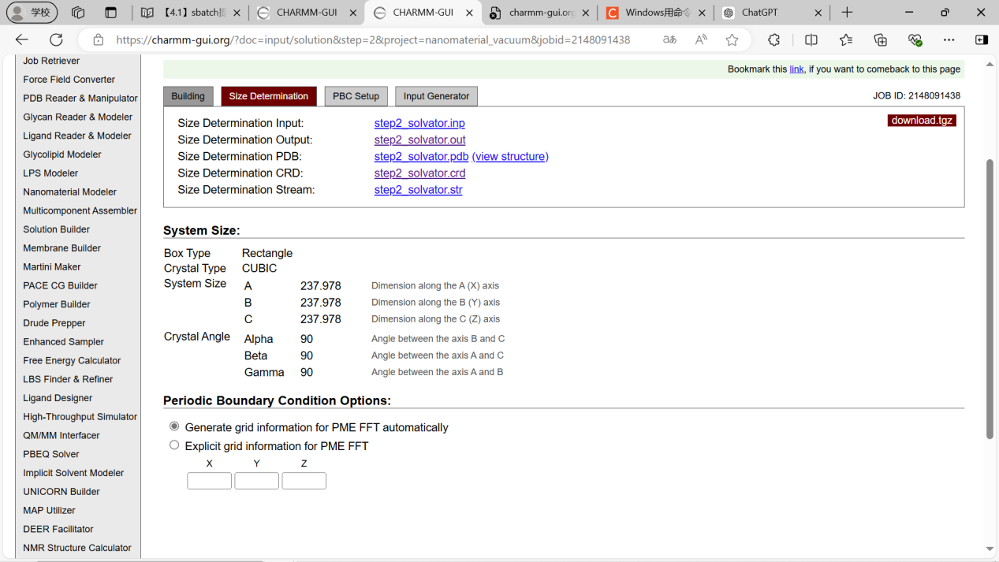 学校
【4.1】sbatch提
CHARMM-GUI
CHARMM-GUI
charmm-gui.org
Windows用命令
ChatGPT
https://charmm-gui.org/?doc=input/solution&step=2&project=nanomaterial_vacuum&jobid=2148091438
aあ
Job Retriever
Force Field Converter
PDB Reader & Manipulator
Glycan Reader & Modeler
Ligand Reader & Modeler
Glycolipid Modeler
LPS Modeler
Nanomaterial Modeler
Multicomponent Assembler
Solution Builder
Membrane Builder
Martini Maker
PACE CG Builder
Polymer Builder
Drude Prepper
Enhanced Sampler
Free Energy Calculator
LBS Finder & Refiner
Ligand Designer
High-Throughput Simulator
QM/MM Interfacer
PBEQ Solver
Implicit Solvent Modeler
UNICORN Builder
MAP Utilizer
DEER Facilitator
NMR Structure Calculator
Bookmark this link, if you want to comeback to this page
Building Size Determination PBC Setup Input Generator
JOB ID: 2148091438
download.tgz
Size Determination Input: step2_solvator.inp
Size Determination Output: step2_solvator.out
Size Determination PDB: step2_solvator.pdb (view structure)
Size Determination CRD: step2_solvator.crd
Size Determination Stream: step2_solvator.str
System Size:
Box Type Rectangle
Crystal Type CUBIC
System Size A 237.978 Dimension along the A (X) axis
B 237.978 Dimension along the B (Y) axis
C 237.978 Dimension along the C (Z) axis
Crystal Angle Alpha 90 Angle between the axis B and C
Beta 90 Angle between the axis A and C
Gamma 90 Angle between the axis A and B
Periodic Boundary Condition Options:
Generate grid information for PME FFT automatically
Explicit grid information for PME FFT
X Y Z